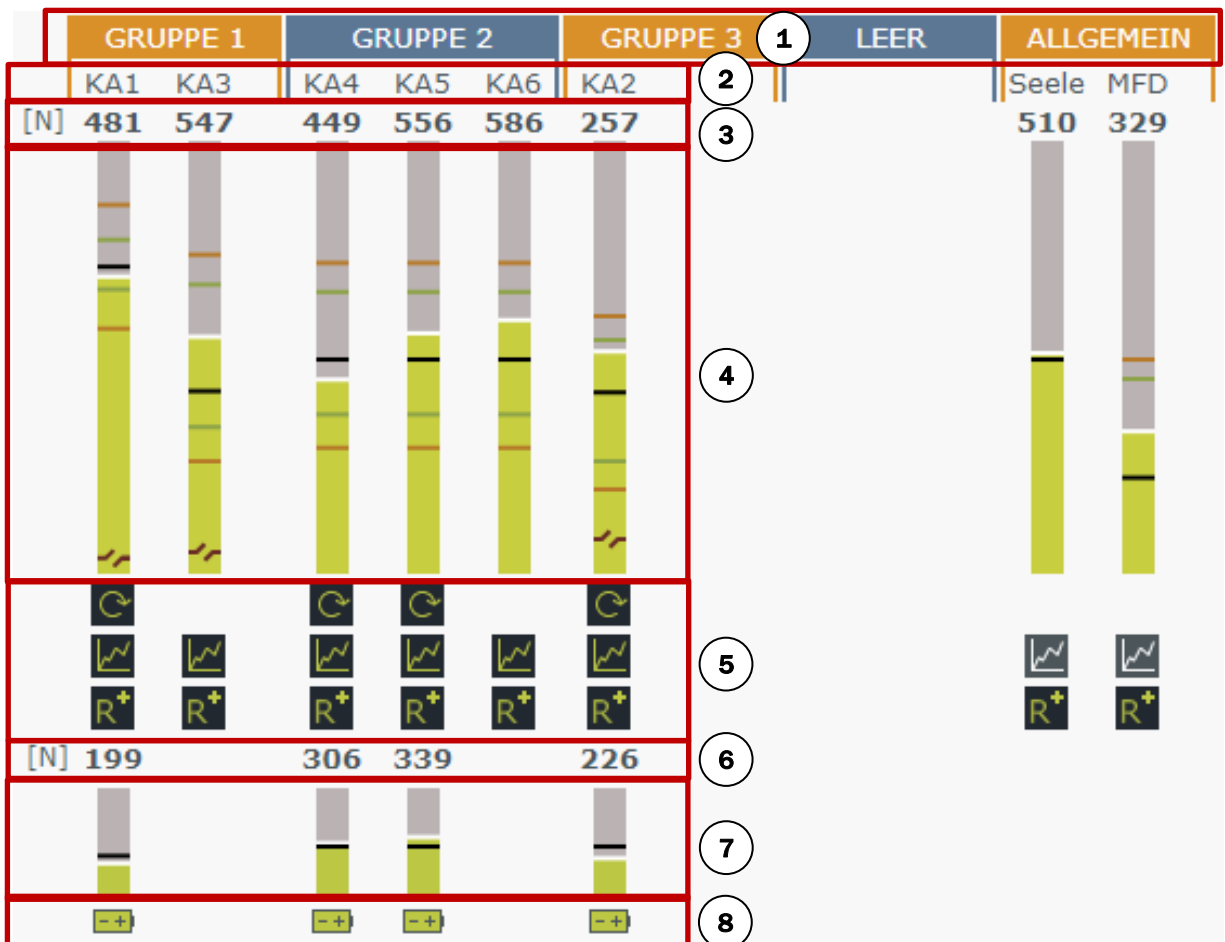 GRUPPE 1 GRUPPE 2 GRUPPE 3 1 LEER ALLGEMEIN
KA1 KA3 KA4 KA5 KA6 KA2 2 Seele MFD
[N] 481 547 449 556 586 257 3 510 329
4
5
R+ R+ R+ R+ R+ R+ R+ R+
[N] 199 306 339 226 6
7
- + - + - + - + 8